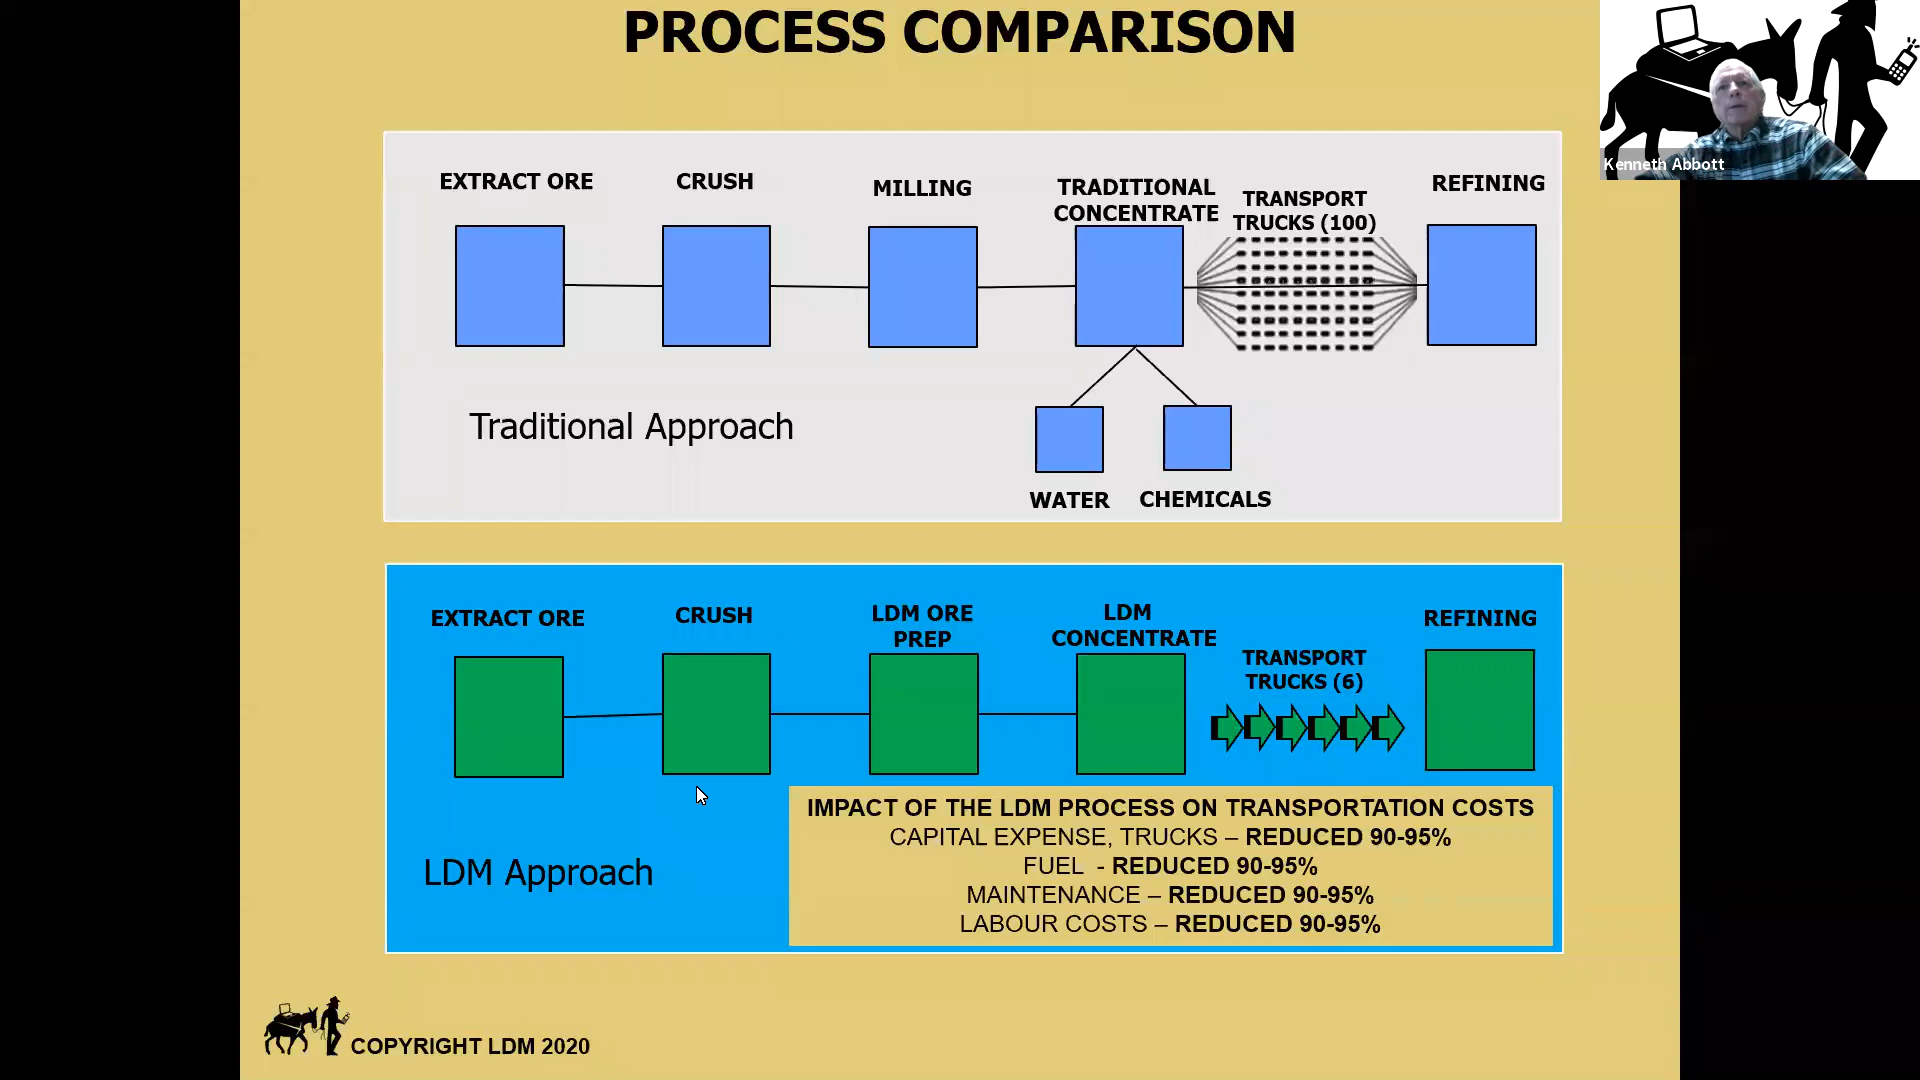 PROCESS COMPARISON
Kenneth Abbott
EXTRACT ORE
CRUSH
MILLING
TRADITIONAL
CONCENTRATE
TRANSPORT
TRUCKS (100)
REFINING
Traditional Approach
WATER
CHEMICALS
EXTRACT ORE
CRUSH
LDM ORE
PREP
LDM
CONCENTRATE
TRANSPORT
TRUCKS (6)
REFINING
LDM Approach
IMPACT OF THE LDM PROCESS ON TRANSPORTATION COSTS
CAPITAL EXPENSE, TRUCKS – REDUCED 90-95%
FUEL - REDUCED 90-95%
MAINTENANCE – REDUCED 90-95%
LABOUR COSTS – REDUCED 90-95%
COPYRIGHT LDM 2020